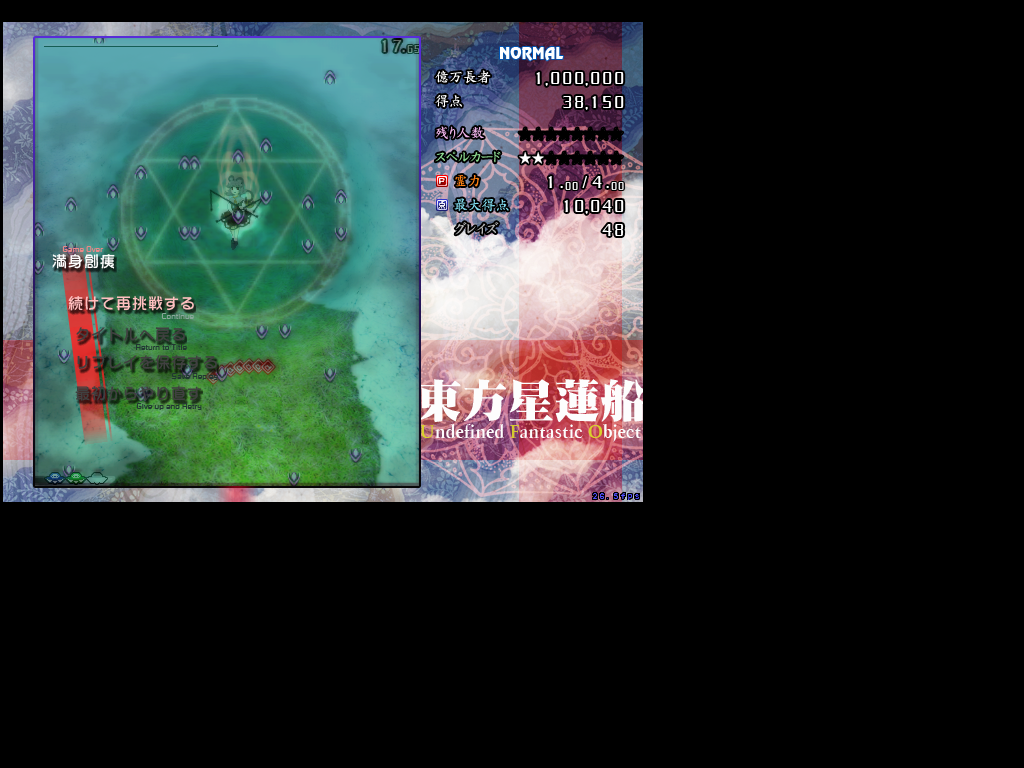 17.65
NORMAL
億万長者 1,000,000
得点 38,150
残り人数
スペルカード
P 霊力 1.00/4.00
最大得点 10,040
グレイズ 48
Game Over
満身創痍
続けて再挑戦する
Continue
タイトルへ戻る
Return to Title
リプレイを保存する
Save Replay
最初からやり直す
Give up and Retry
東方星蓮船
Undefined Fantastic Object
26.5fps